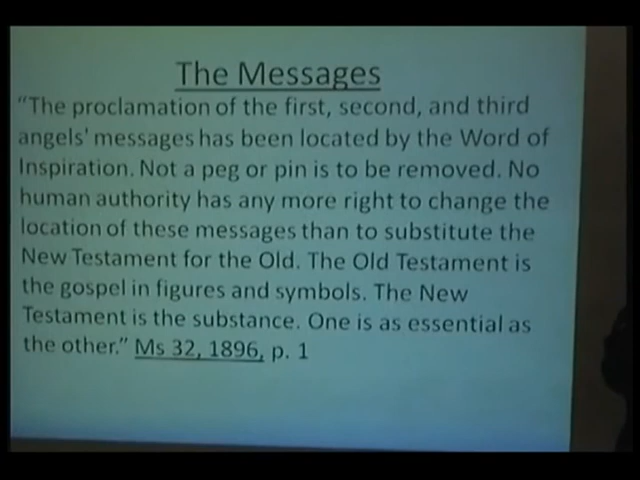 The Messages
“The proclamation of the first, second, and third
angels' messages has been located by the Word of
Inspiration. Not a peg or pin is to be removed. No
human authority has any more right to change the
location of these messages than to substitute the
New Testament for the Old. The Old Testament is
the gospel in figures and symbols. The New
Testament is the substance. One is as essential as
the other.” Ms 32, 1896, p. 1